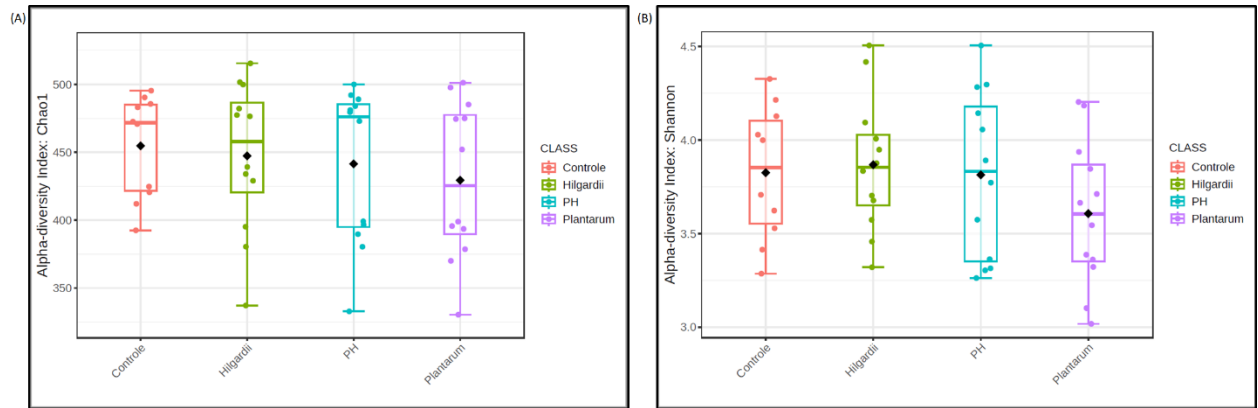 (A)
Alpha-diversity Index: Chao1
500
450
400
350
Controle
Hilgardii
PH
Plantarum
CLASS
Controle
Hilgardii
PH
Plantarum
(B)
Alpha-diversity Index: Shannon
4.5
4.0
3.5
3.0
Controle
Hilgardii
PH
Plantarum
CLASS
Controle
Hilgardii
PH
Plantarum